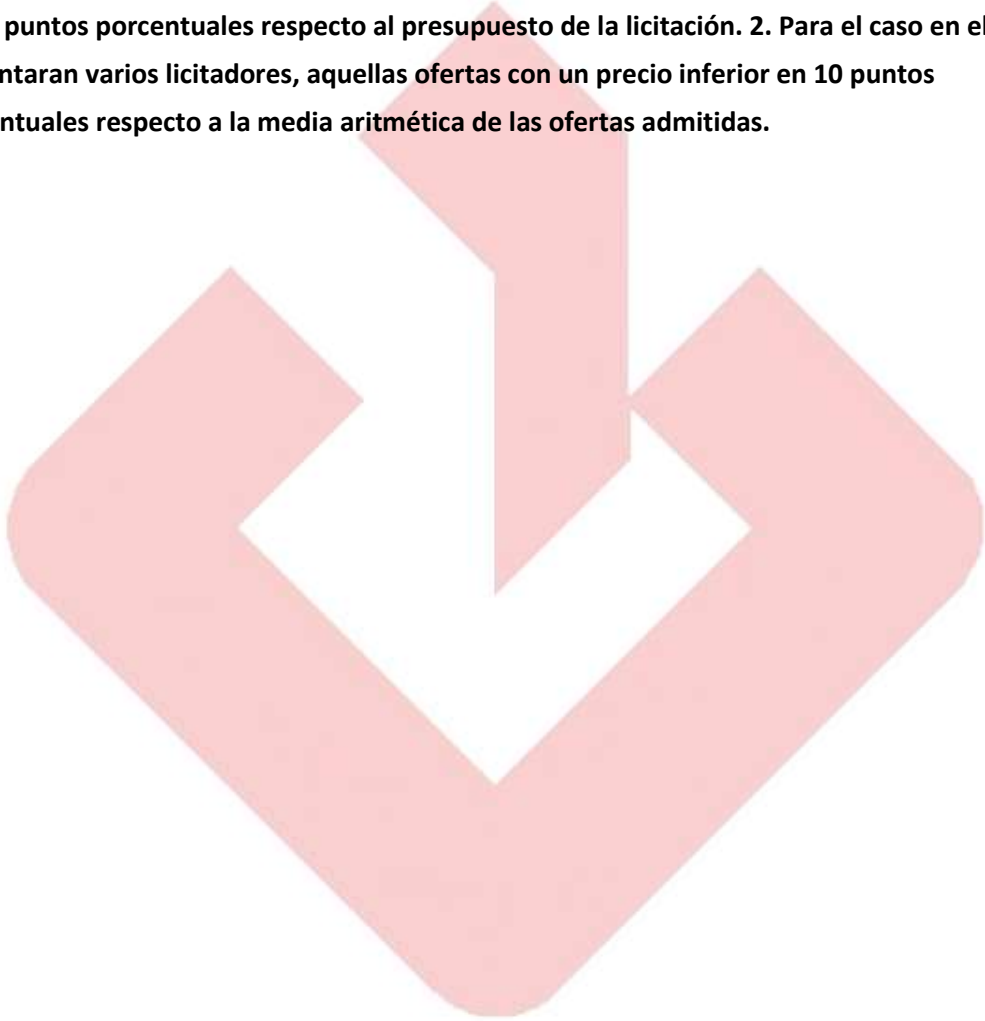 puntos porcentuales respecto al presupuesto de la licitación. 2. Para el caso en el
ntaran varios licitadores, aquellas ofertas con un precio inferior en 10 puntos
ntuales respecto a la media aritmética de las ofertas admitidas.